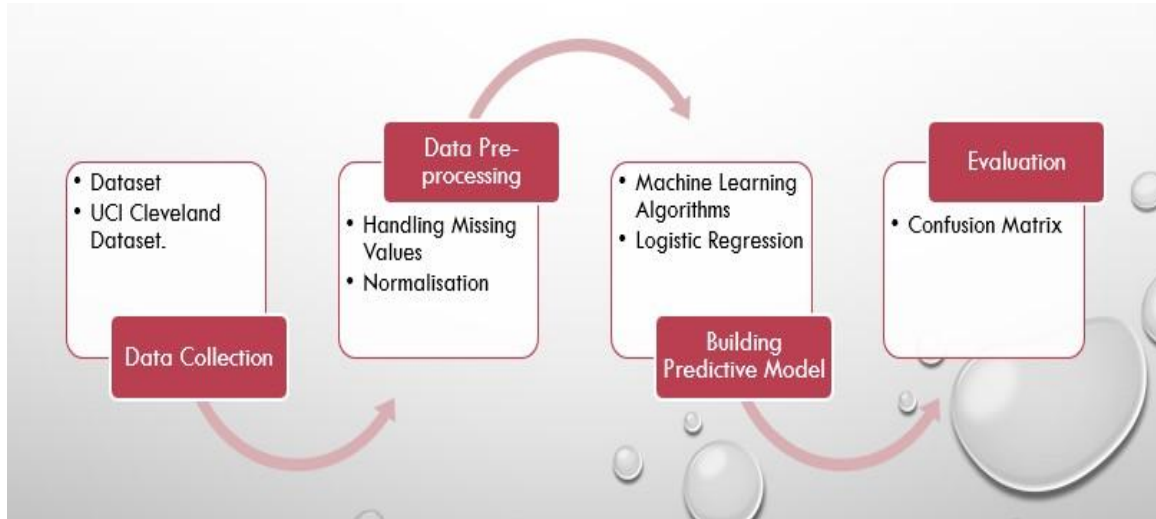 • Dataset
• UCI Cleveland
Dataset.
Data Collection
Data Pre-
processing
• Handling Missing
Values
• Normalisation
• Machine Learning
Algorithms
• Logistic Regression
Building
Predictive Model
Evaluation
• Confusion Matrix